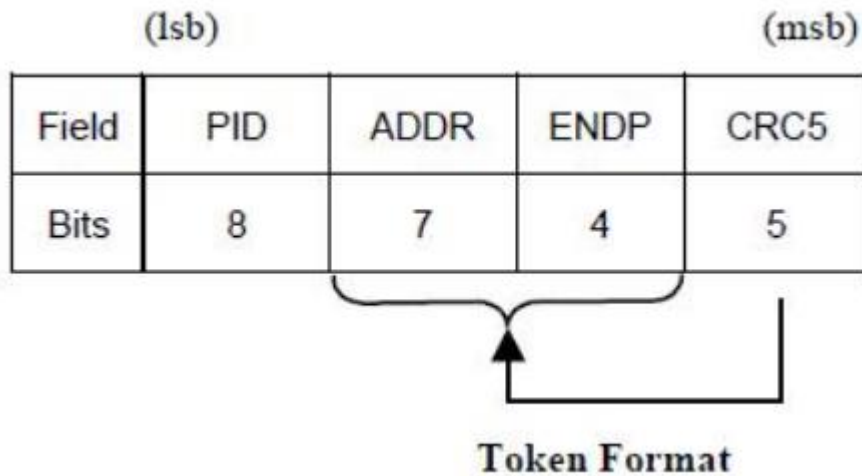 (lsb) (msb)
Field PID ADDR ENDP CRC5
Bits 8 7 4 5
Token Format